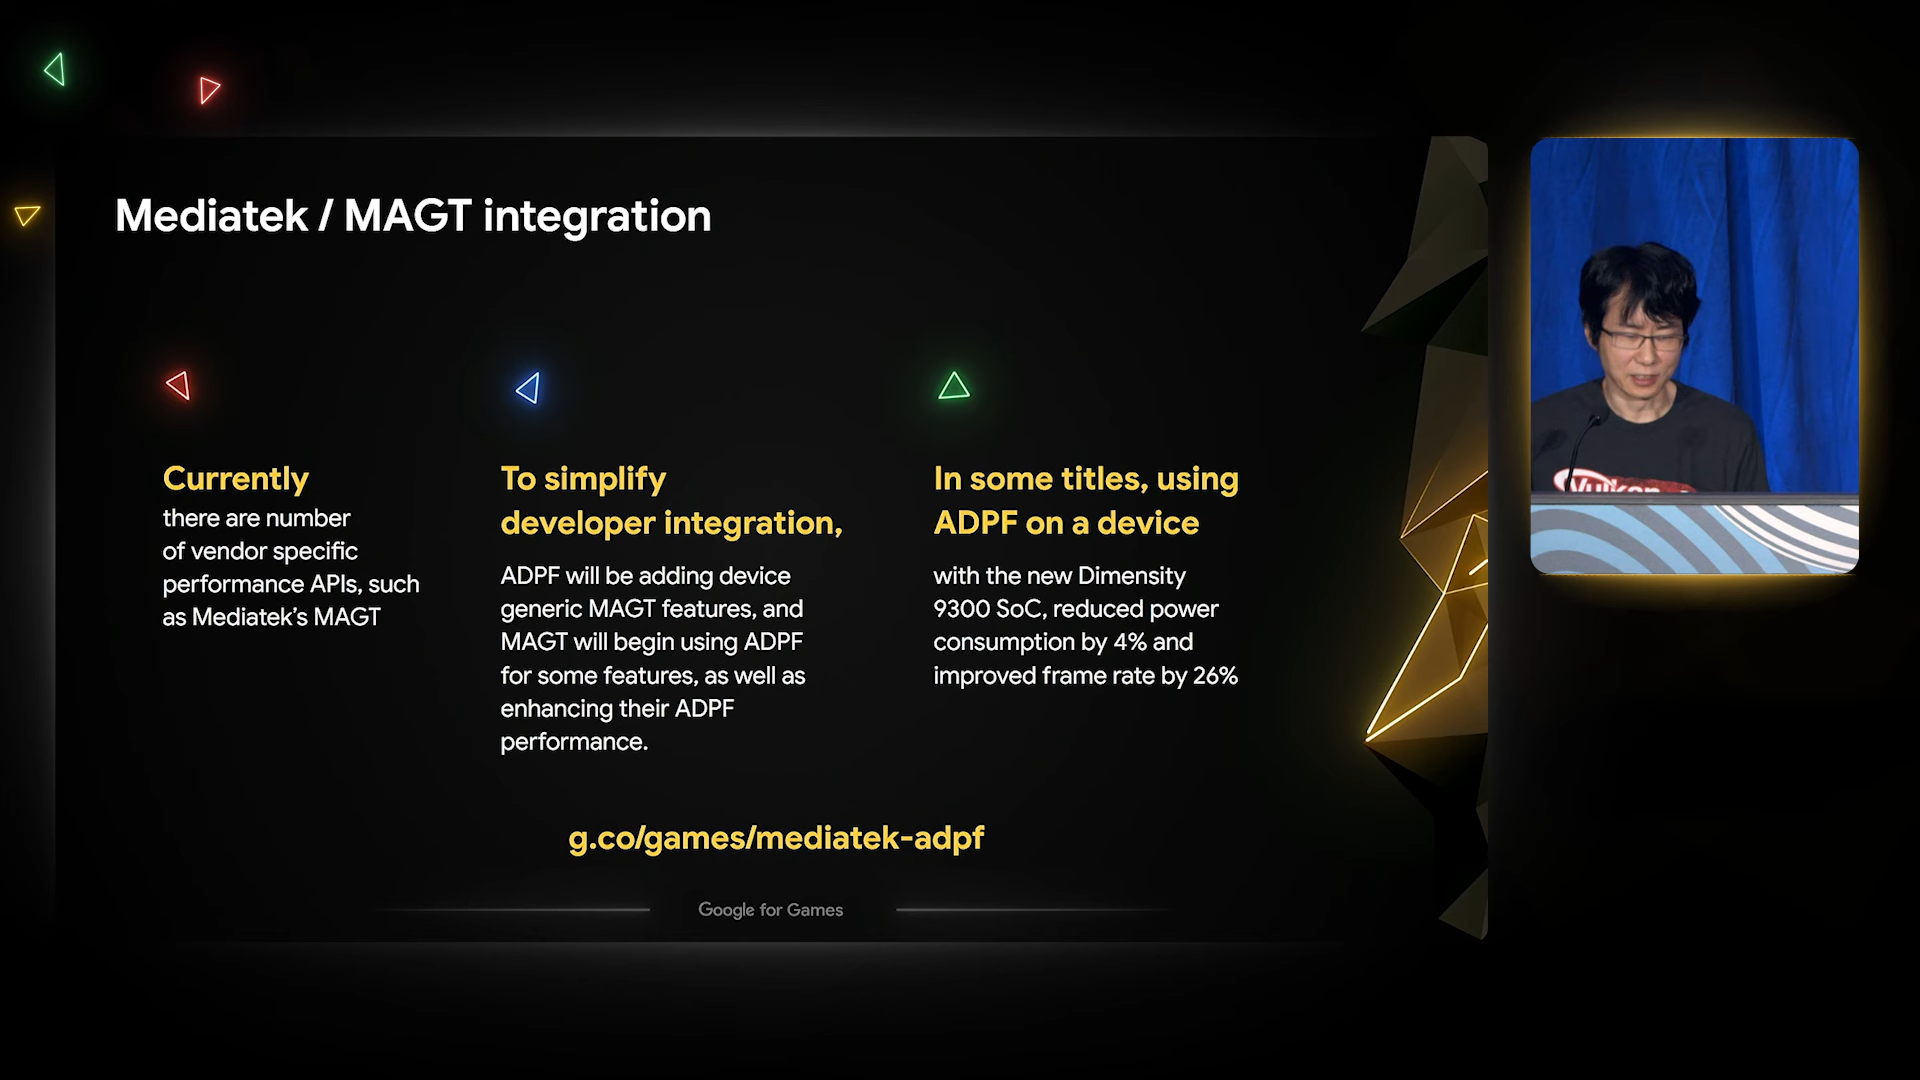 Mediatek / MAGT integration
Currently
there are number
of vendor specific
performance APIs, such
as Mediatek's MAGT
To simplify
developer integration,
ADPF will be adding device
generic MAGT features, and
MAGT will begin using ADPF
for some features, as well as
enhancing their ADPF
performance.
In some titles, using
ADPF on a device
with the new Dimensity
9300 SoC, reduced power
consumption by 4% and
improved frame rate by 26%
g.co/games/mediatek-adpf
Google for Games
Vulkan